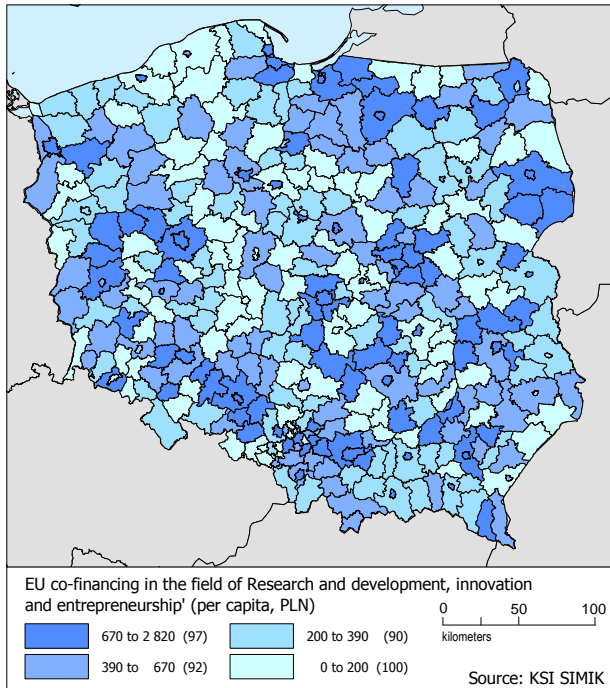 EU co-financing in the field of Research and development, innovation
and entrepreneurship' (per capita, PLN)
670 to 2 820 (97)
390 to 670 (92)
200 to 390 (90)
0 to 200 (100)
0 50 100
kilometers
Source: KSI SIMIK